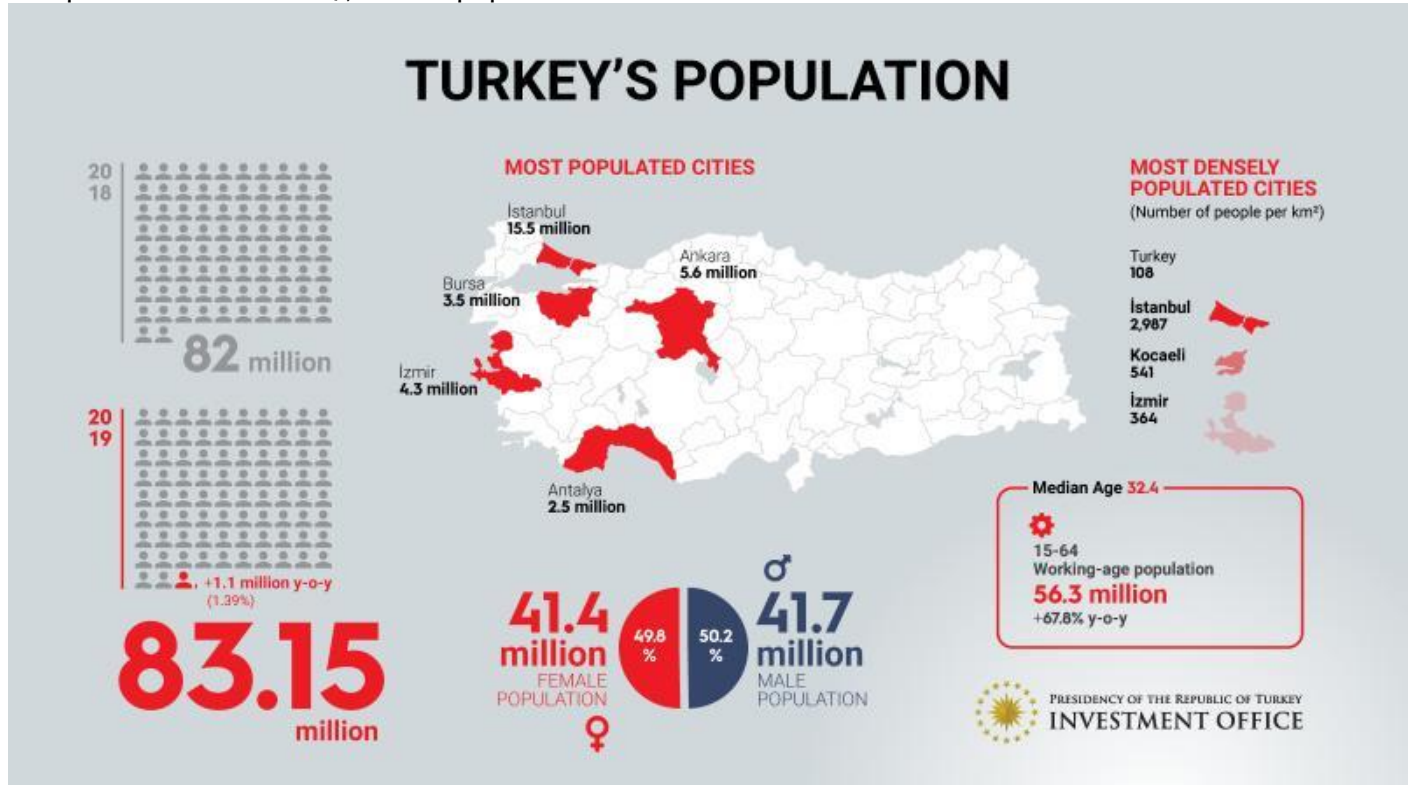 TURKEY'S POPULATION
20
18
82 million
20
19
+1.1 million y-o-y
(1.39%)
83.15
million
MOST POPULATED CITIES
İstanbul
15.5 million
Ankara
5.6 million
Bursa
3.5 million
İzmir
4.3 million
Antalya
2.5 million
41.4
million
FEMALE
POPULATION
49.8
%
50.2
%
41.7
million
MALE
POPULATION
MOST DENSELY
POPULATED CITIES
(Number of people per km²)
Turkey
108
İstanbul
2,987
Kocaeli
541
İzmir
364
Median Age 32.4
15-64
Working-age population
56.3 million
+67.8% y-o-y
PRESIDENCY OF THE REPUBLIC OF TURKEY
INVESTMENT OFFICE